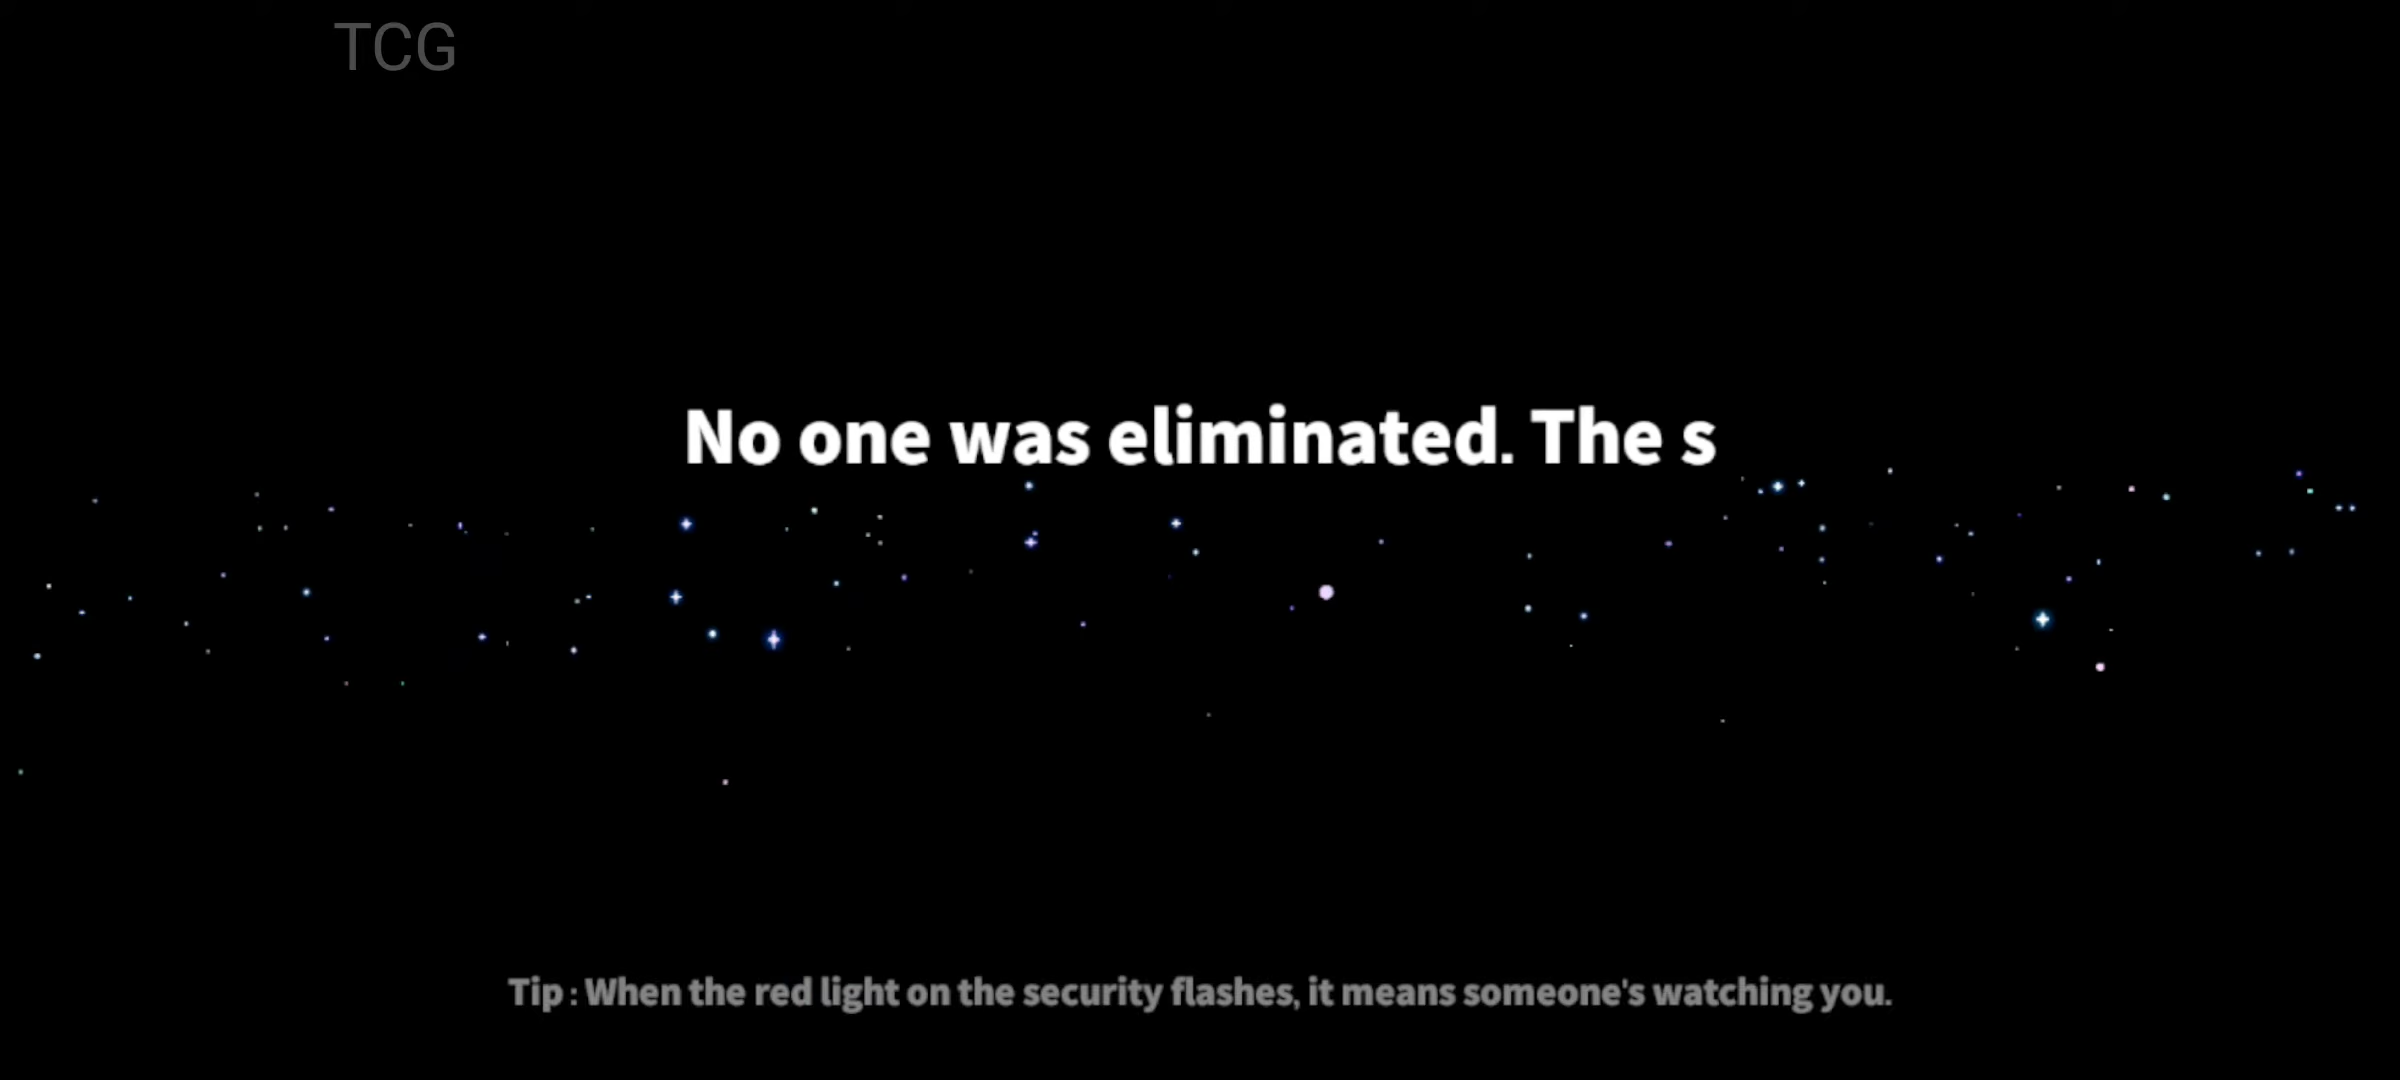 TCG
No one was eliminated. The s
Tip : When the red light on the security flashes, it means someone's watching you.